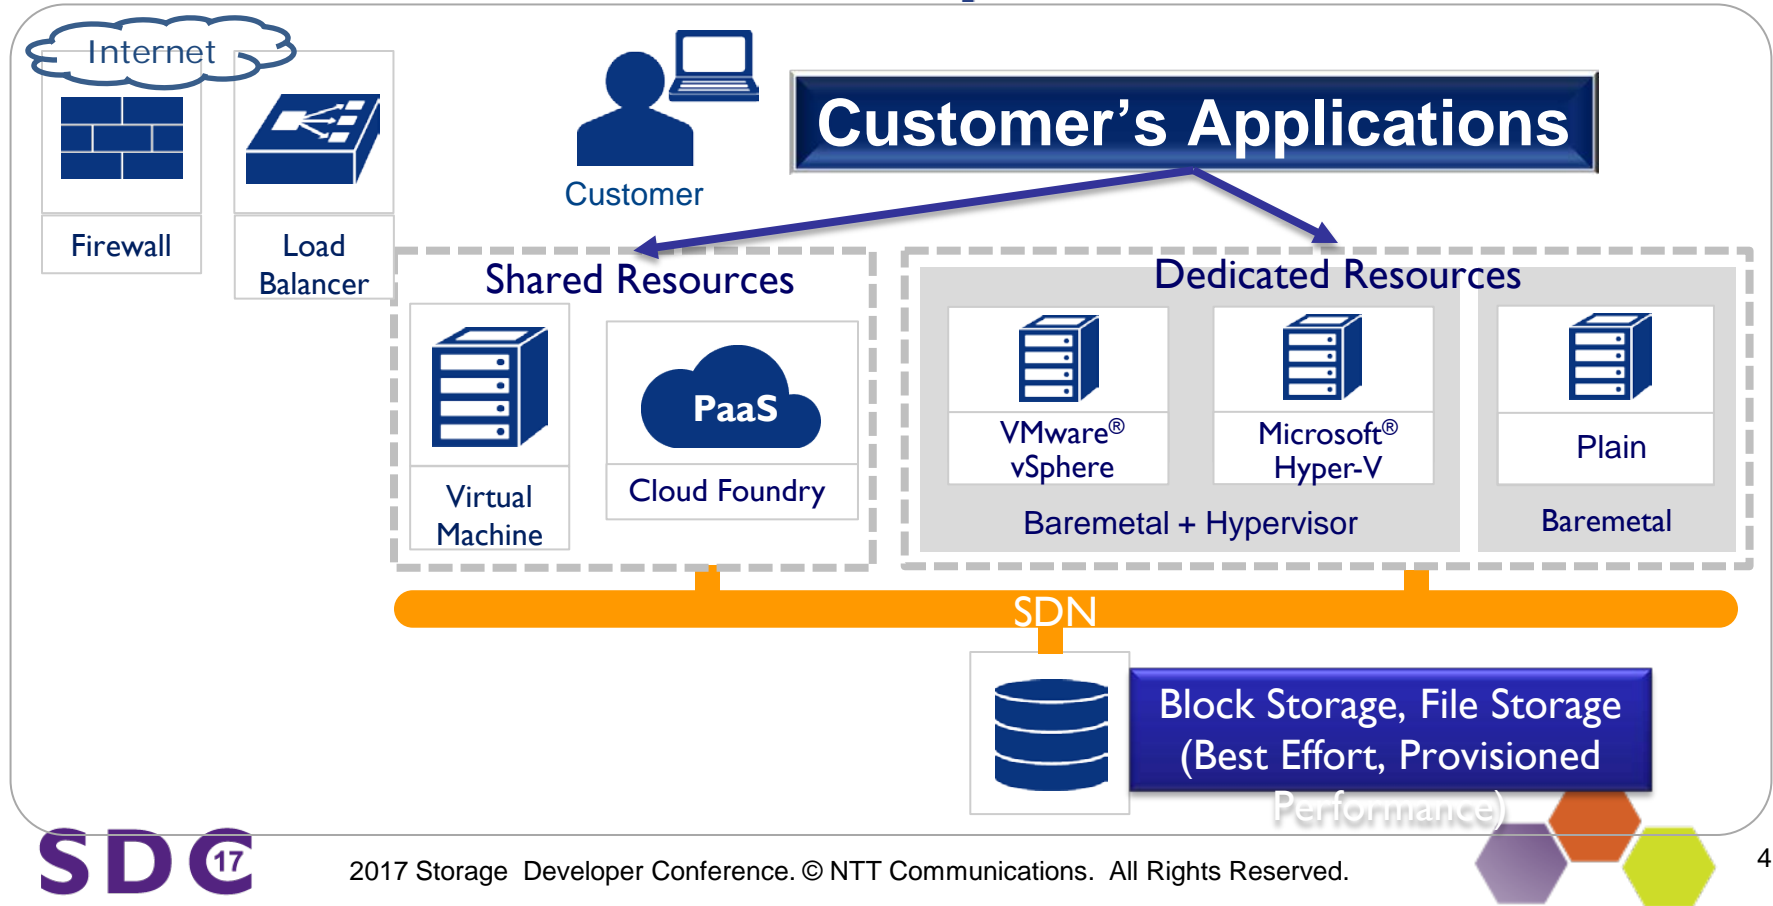 Internet
Firewall
Load
Balancer
Customer
Customer's Applications
Shared Resources
Virtual
Machine
PaaS
Cloud Foundry
Dedicated Resources
VMware®
vSphere
Microsoft®
Hyper-V
Baremetal + Hypervisor
Plain
Baremetal
SDN
Block Storage, File Storage
(Best Effort, Provisioned
Performance)
SDC 17
2017 Storage Developer Conference. © NTT Communications. All Rights Reserved.
4